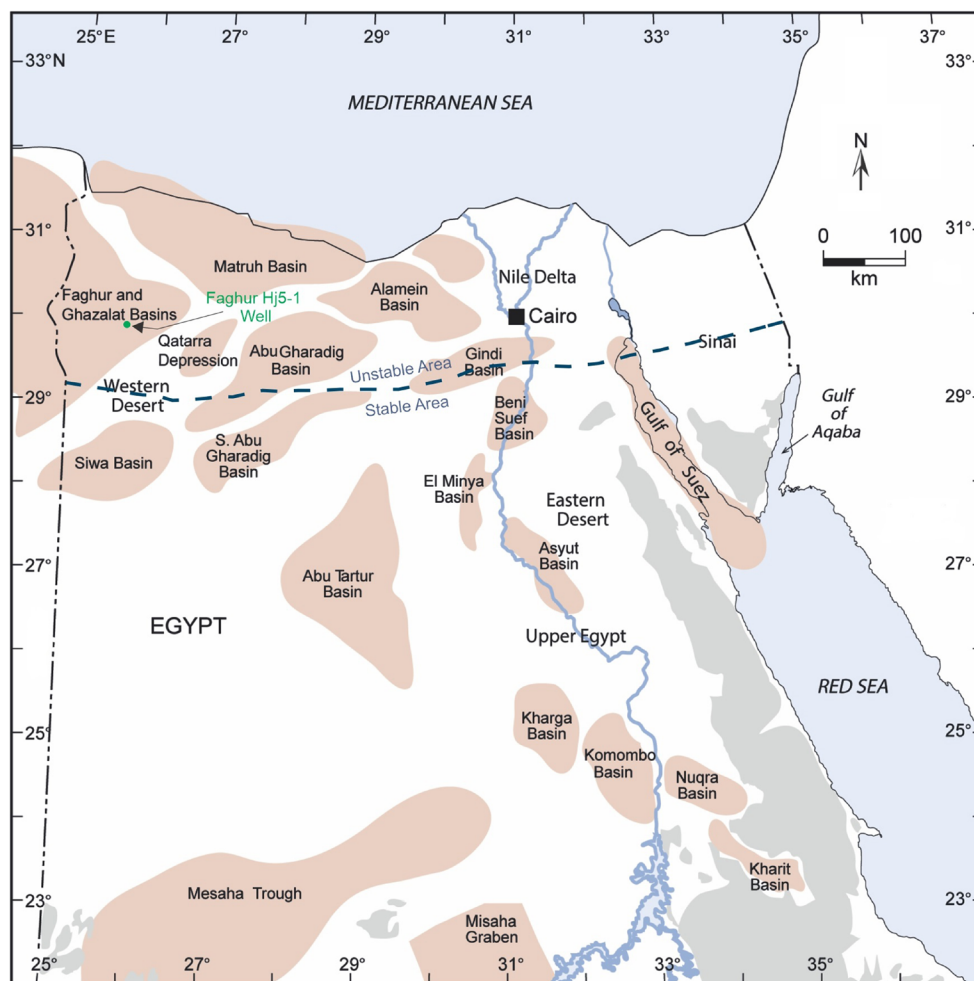 25°E 27° 29° 31° 33° 35° 37°
33°N
33°
MEDITERRANEAN SEA
N
31°
31°
0 100
km
Matruh Basin
Nile Delta
Faghur and
Ghazalat Basins
Faghur Hj5-1
Well
Alamein
Basin
Cairo
Qatarra
Depression
Abu Gharadig
Basin
Gindi
Basin
Sinai
Unstable Area
Stable Area
29°
29°
Western
Desert
Beni
Suef
Basin
Gulf of Suez
Gulf
of
Aqaba
S. Abu
Gharadig
Basin
Siwa Basin
El Minya
Basin
Eastern
Desert
27°
27°
Asyut
Basin
Abu Tartur
Basin
EGYPT
Upper Egypt
RED SEA
25°
25°
Kharga
Basin
Komombo
Basin
Nuqra
Basin
Kharit
Basin
23°
23°
Mesaha Trough
Misaha
Graben
25° 27° 29° 31° 33° 35°